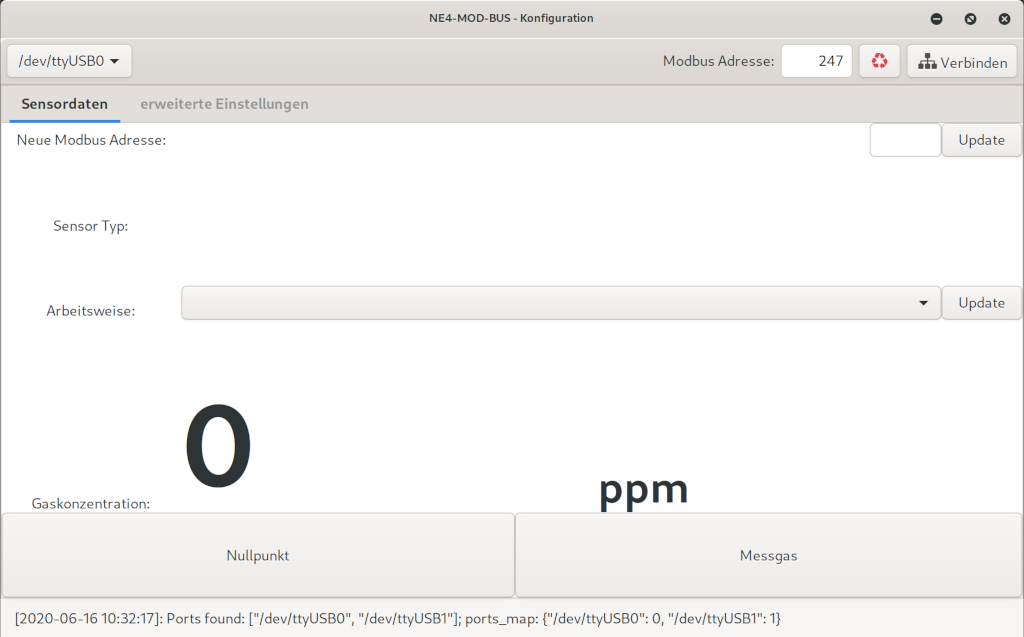 NE4-MOD-BUS - Konfiguration
/dev/ttyUSB0 Modbus Adresse: 247 Verbinden
Sensordaten erweiterte Einstellungen
Neue Modbus Adresse: Update
Sensor Typ:
Arbeitsweise: Update
Gaskonzentration: 0 ppm
Nullpunkt Messgas
[2020-06-16 10:32:17]: Ports found: ["/dev/ttyUSB0", "/dev/ttyUSB1"]; ports_map: {"/dev/ttyUSB0": 0, "/dev/ttyUSB1": 1}